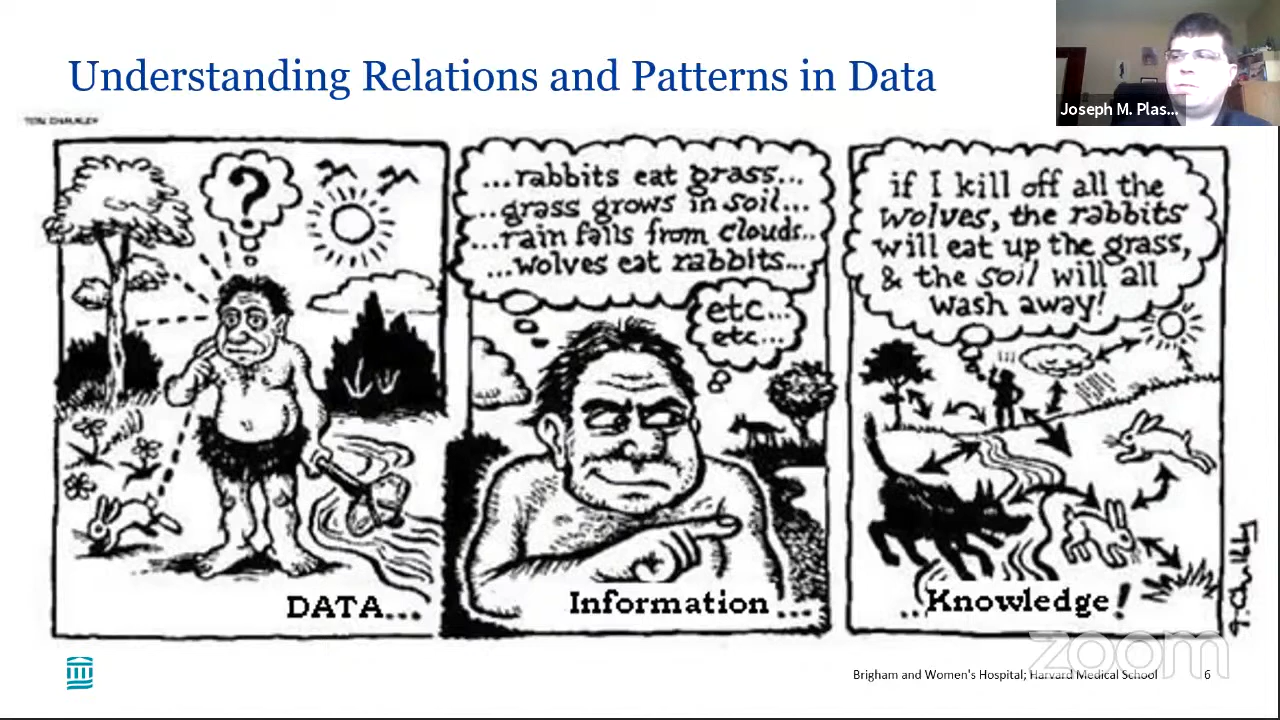 Understanding Relations and Patterns in Data
Joseph M. Plas...
?
...rabbits eat grass...
...grass grows in soil...
...rain falls from clouds..
...wolves eat rabbits...
etc...
etc...
if I kill off all the
wolves, the rabbits
will eat up the grass,
& the soil will all
wash away!
DATA...
Information ...
..Knowledge!
zoom
Brigham and Women's Hospital; Harvard Medical School
6